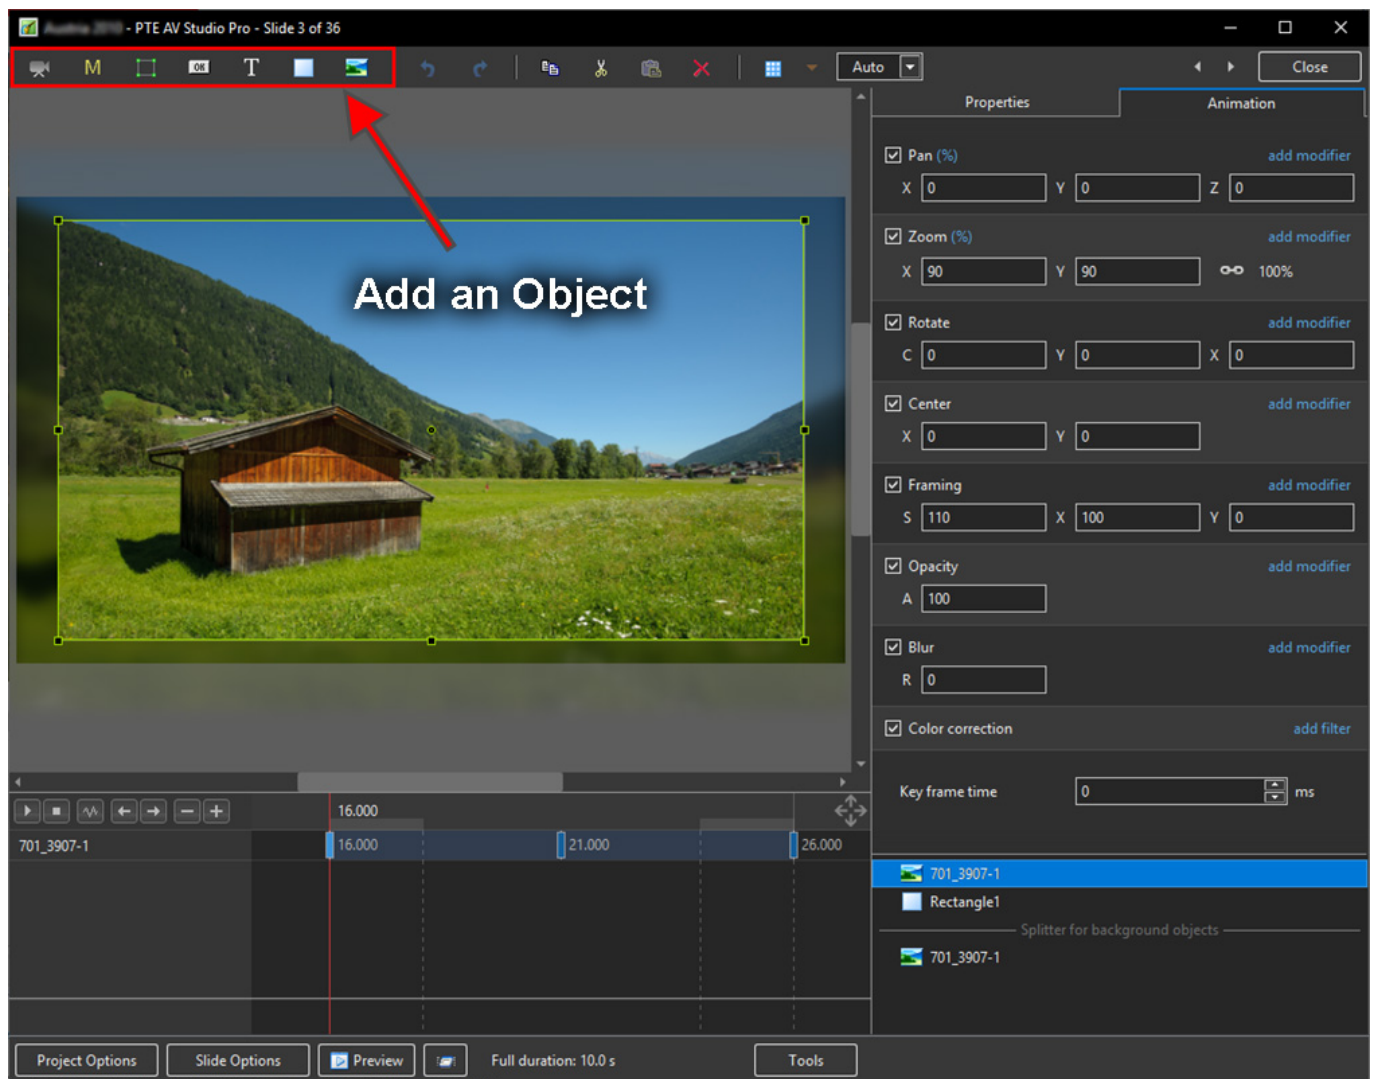 - PTE AV Studio Pro - Slide 3 of 36
M OK T Auto Close
Properties Animation
Pan (%) add modifier
X 0 Y 0 Z 0
Zoom (%) add modifier
X 90 Y 90 100%
Rotate add modifier
C 0 Y 0 X 0
Center add modifier
X 0 Y 0
Framing add modifier
S 110 X 100 Y 0
Opacity add modifier
A 100
Blur add modifier
R 0
Color correction add filter
Key frame time 0 ms
Add an Object
16.000
701_3907-1 16.000 21.000 26.000
701_3907-1
Rectangle1
Splitter for background objects
701_3907-1
Project Options Slide Options Preview Full duration: 10.0 s Tools